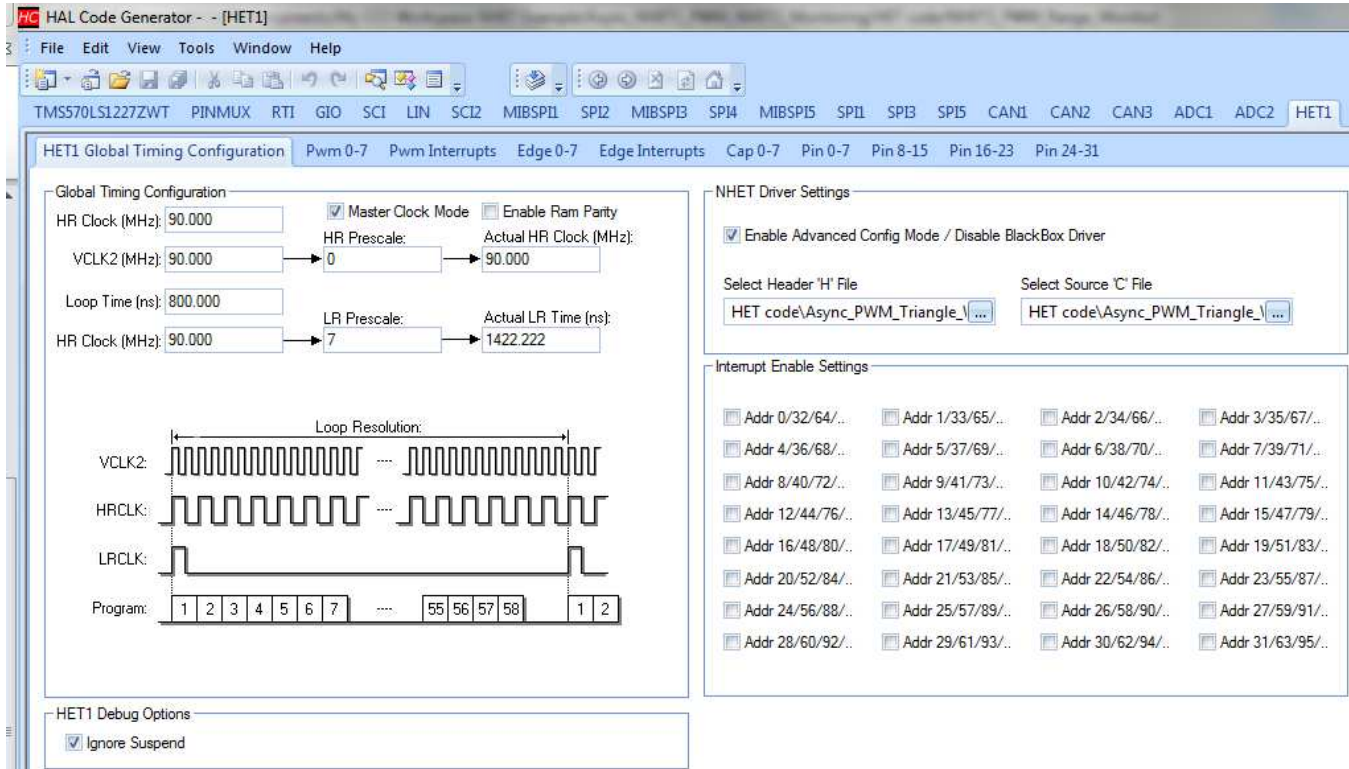 HC HAL Code Generator - - [HET1]
File Edit View Tools Window Help
TMS570LS1227ZWT PINMUX RTI GIO SCI LIN SCI2 MIBSPI1 SPI2 MIBSPI3 SPI4 MIBSPI5 SPI1 SPI3 SPI5 CAN1 CAN2 CAN3 ADC1 ADC2 HET1
HET1 Global Timing Configuration Pwm 0-7 Pwm Interrupts Edge 0-7 Edge Interrupts Cap 0-7 Pin 0-7 Pin 8-15 Pin 16-23 Pin 24-31
Global Timing Configuration
HR Clock (MHz): 90.000 Master Clock Mode Enable Ram Parity
HR Prescale: Actual HR Clock (MHz):
VCLK2 (MHz): 90.000 0 90.000
Loop Time (ns): 800.000
LR Prescale: Actual LR Time (ns):
HR Clock (MHz): 90.000 7 1422.222
Loop Resolution:
VCLK2: ----
HRCLK: ----
LRCLK:
Program: 1 2 3 4 5 6 7 ---- 55 56 57 58 1 2
HET1 Debug Options
Ignore Suspend
NHET Driver Settings
Enable Advanced Config Mode / Disable BlackBox Driver
Select Header 'H' File Select Source 'C' File
HET code\Async_PWM_Triangle_\ ... HET code\Async_PWM_Triangle_\ ...
Interrupt Enable Settings
Addr 0/32/64/.. Addr 1/33/65/.. Addr 2/34/66/.. Addr 3/35/67/..
Addr 4/36/68/.. Addr 5/37/69/.. Addr 6/38/70/.. Addr 7/39/71/..
Addr 8/40/72/.. Addr 9/41/73/.. Addr 10/42/74/.. Addr 11/43/75/..
Addr 12/44/76/.. Addr 13/45/77/.. Addr 14/46/78/.. Addr 15/47/79/..
Addr 16/48/80/.. Addr 17/49/81/.. Addr 18/50/82/.. Addr 19/51/83/..
Addr 20/52/84/.. Addr 21/53/85/.. Addr 22/54/86/.. Addr 23/55/87/..
Addr 24/56/88/.. Addr 25/57/89/.. Addr 26/58/90/.. Addr 27/59/91/..
Addr 28/60/92/.. Addr 29/61/93/.. Addr 30/62/94/.. Addr 31/63/95/..